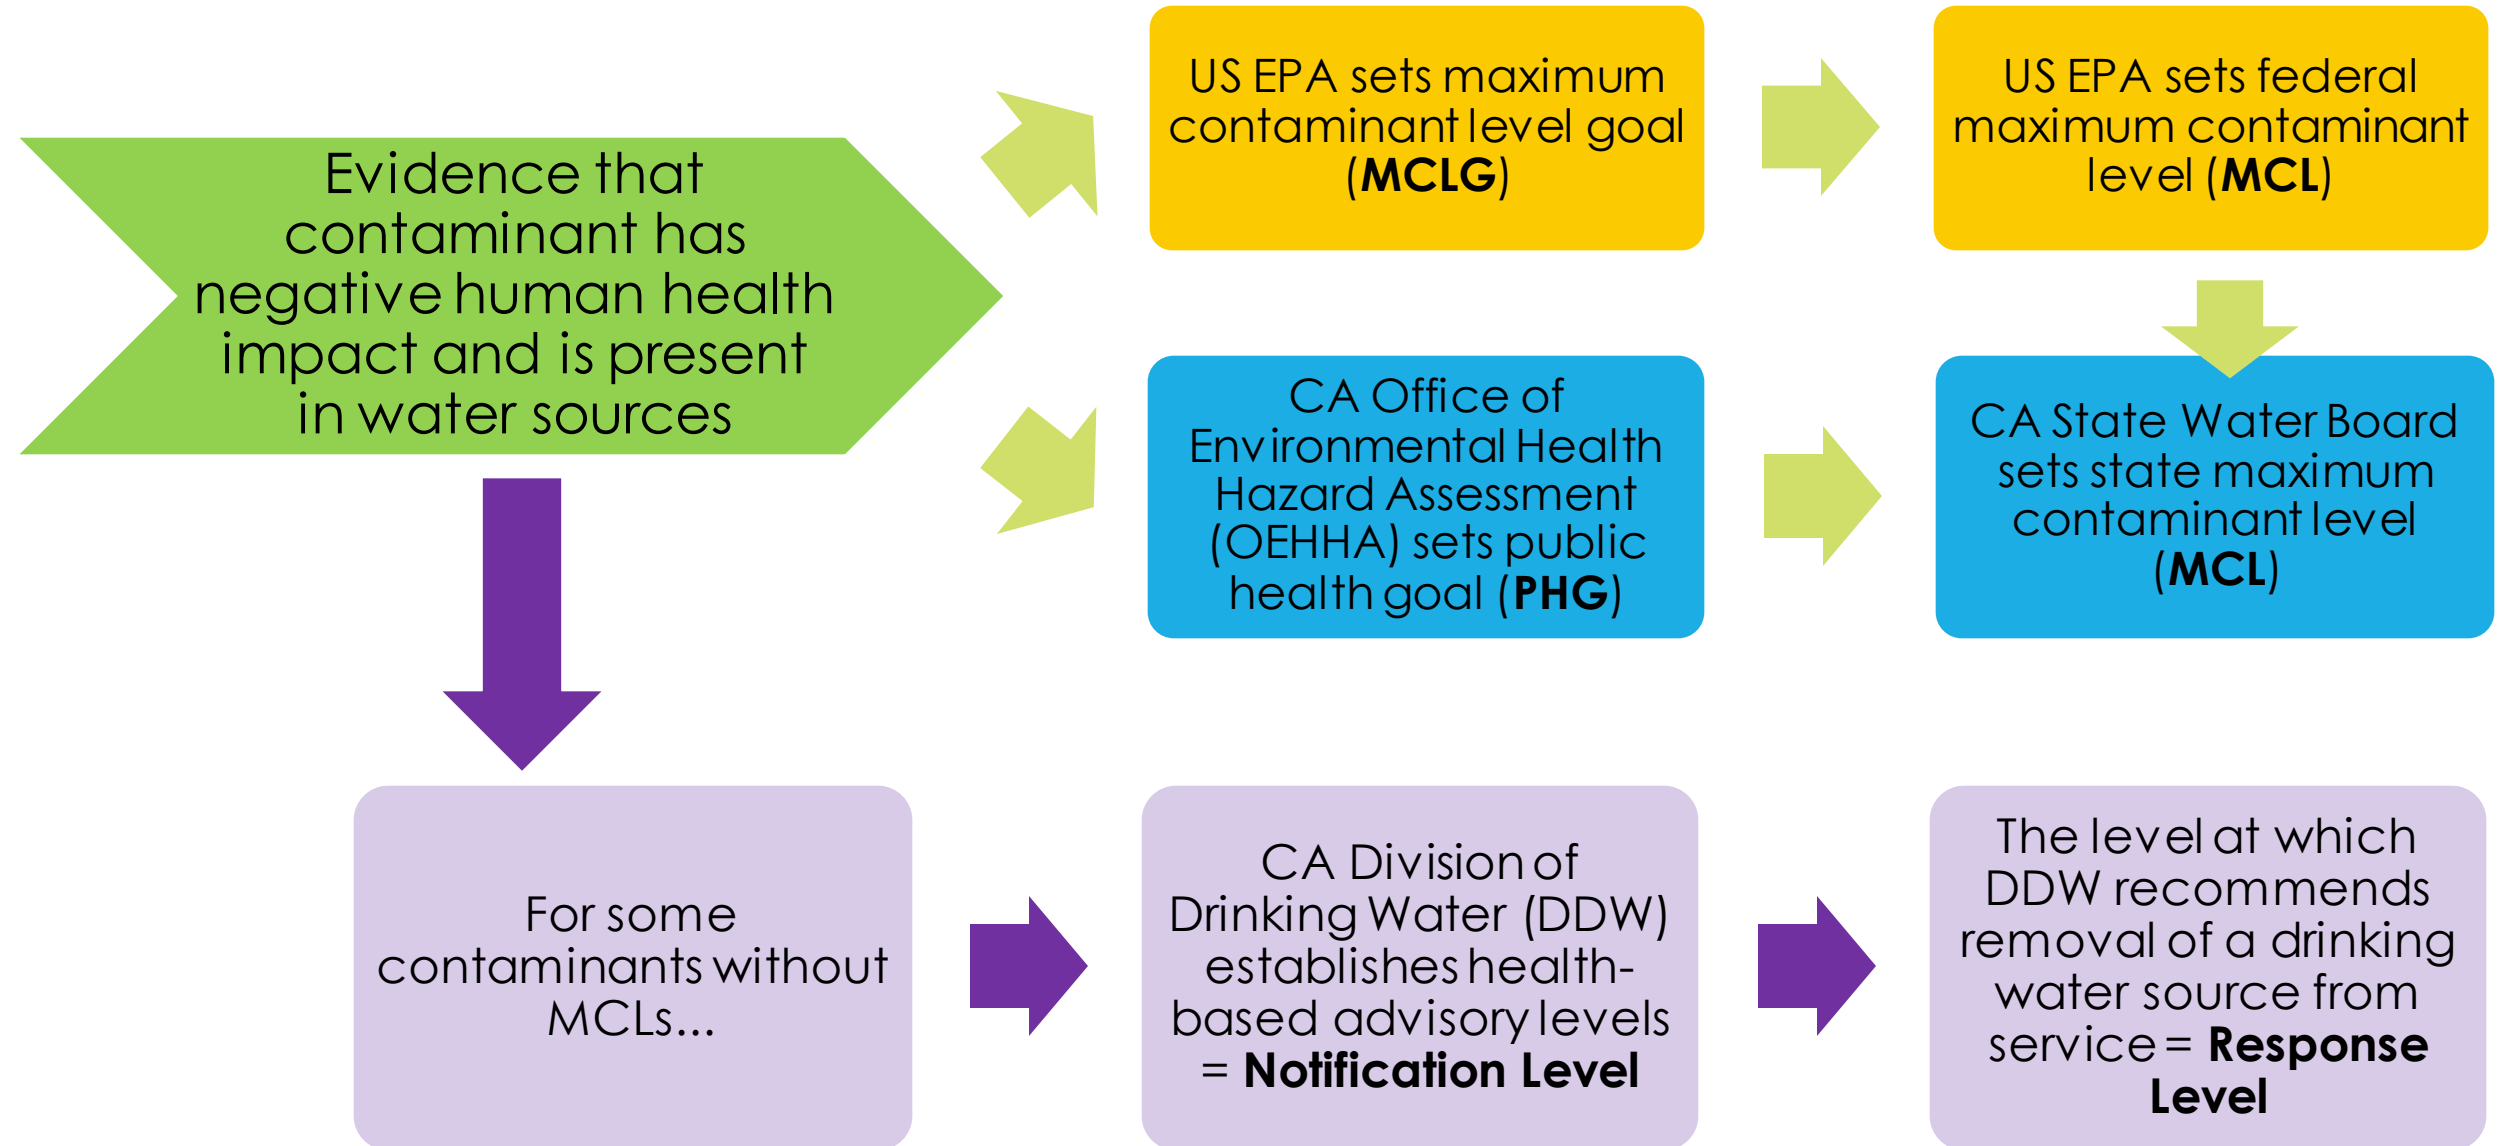 Evidence that
contaminant has
negative human health
impact and is present
in water sources
US EPA sets maximum
contaminant level goal
(MCLG)
US EPA sets federal
maximum contaminant
level (MCL)
CA Office of
Environmental Health
Hazard Assessment
(OEHHA) sets public
health goal (PHG)
CA State Water Board
sets state maximum
contaminant level
(MCL)
For some
contaminants without
MCLs...
CA Division of
Drinking Water (DDW)
establishes health-
based advisory levels
= Notification Level
The level at which
DDW recommends
removal of a drinking
water source from
service = Response
Level